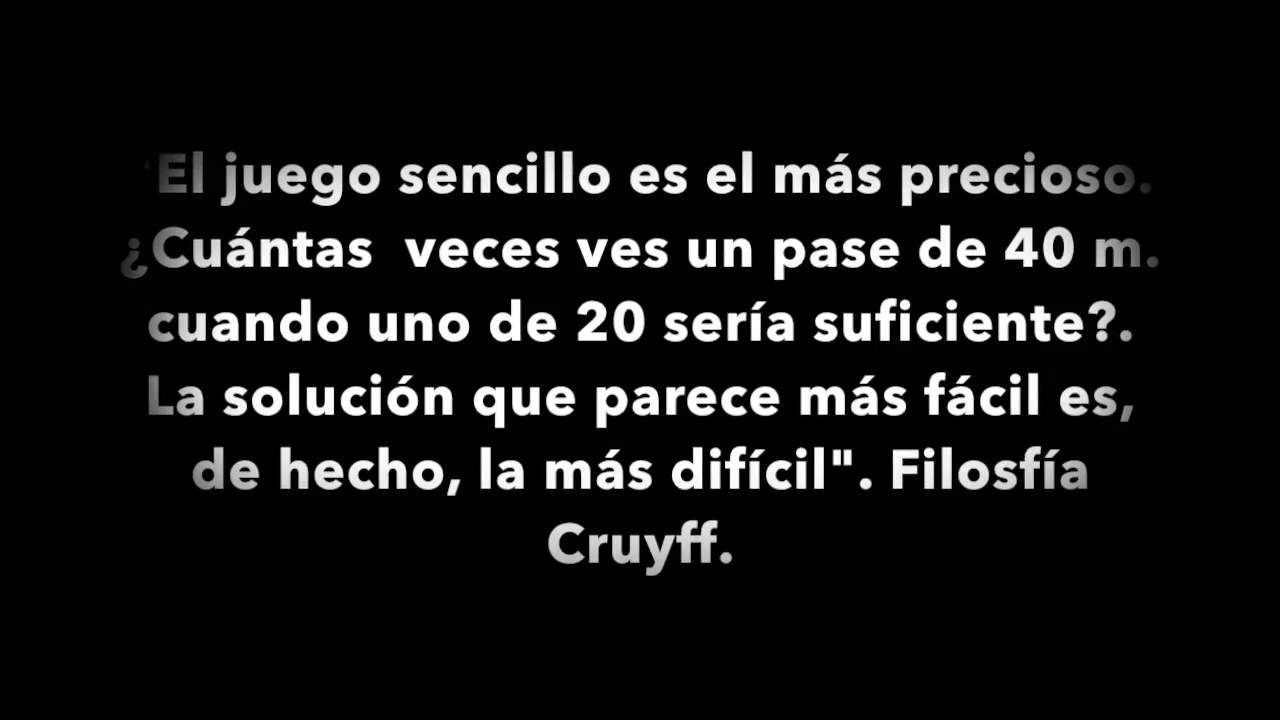 "El juego sencillo es el más precioso.
¿Cuántas  veces ves un pase de 40 m.
cuando uno de 20 sería suficiente?.
La solución que parece más fácil es,
de hecho, la más difícil". Filosfía
Cruyff.